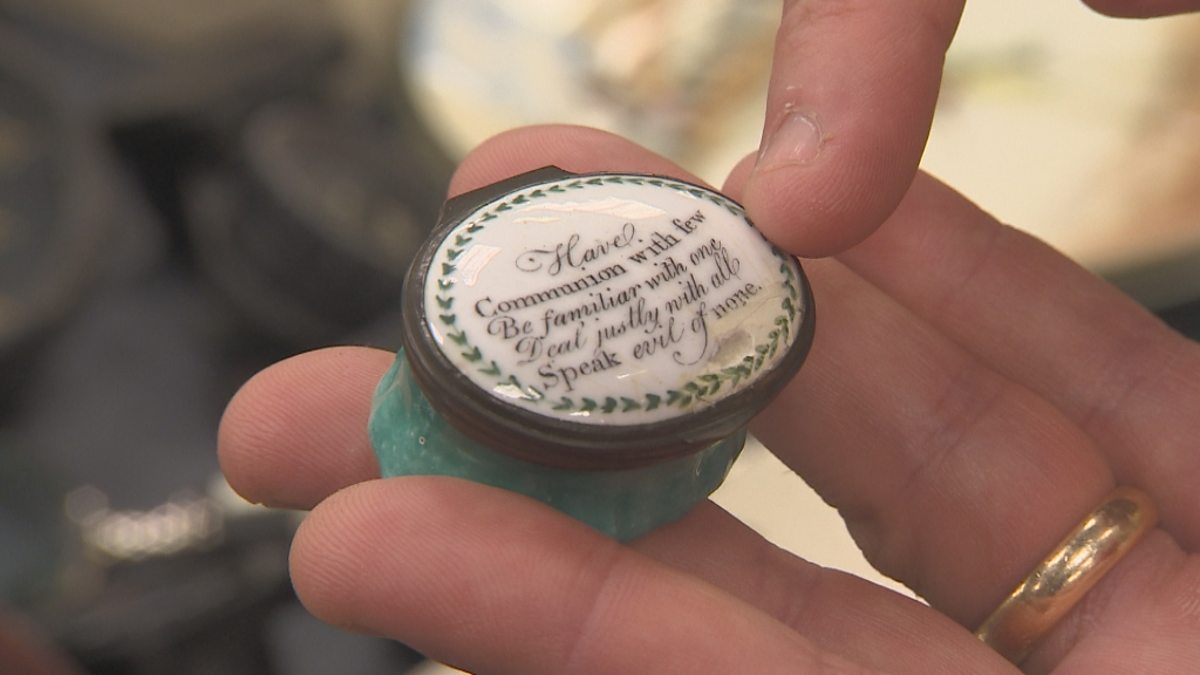 Have
Communion with few
Be familiar with one
Deal justly with all
Speak evil of none.